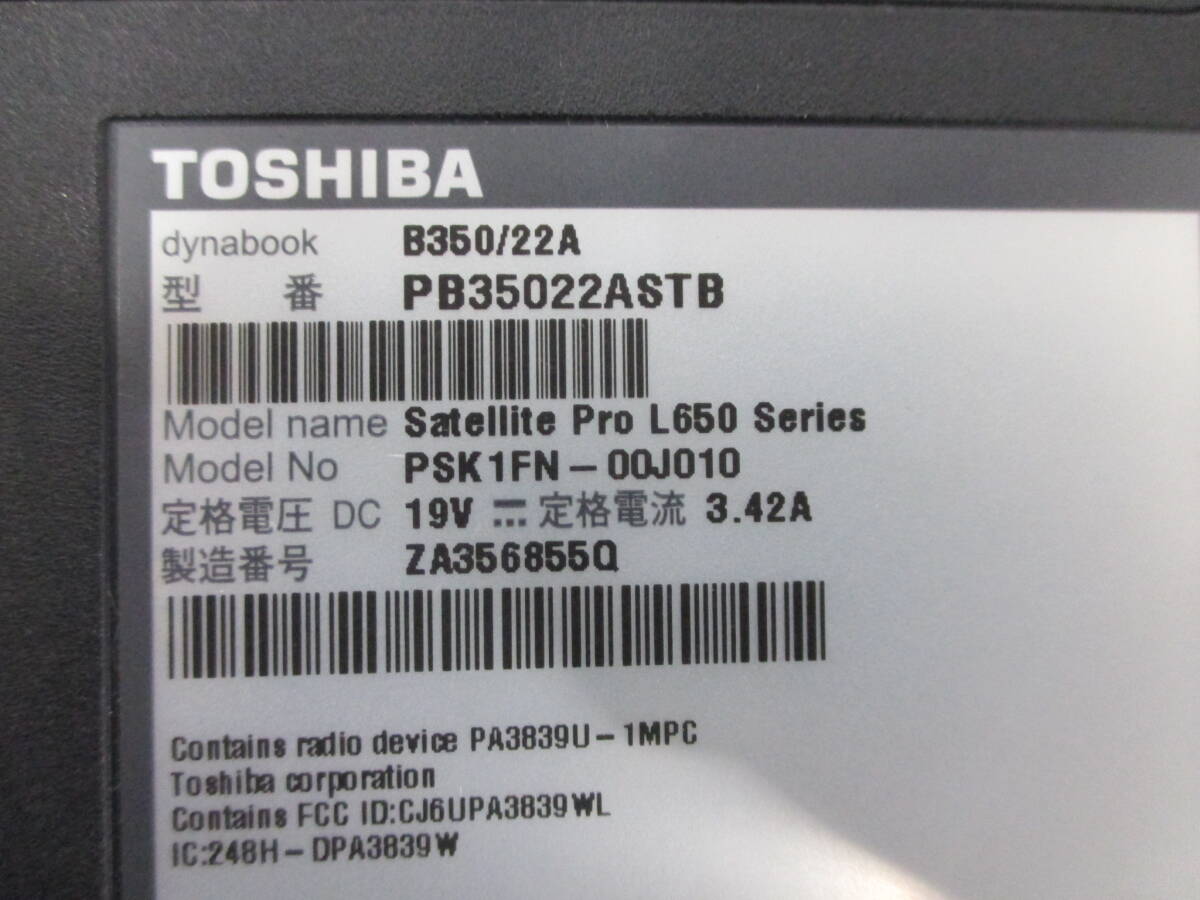 TOSHIBA
dynabook B350/22A
型 番 PB35022ASTB
Model name Satellite Pro L650 Series
Model No PSK1FN-00J010
定格電圧 DC 19V ⎓ 定格電流 3.42A
製造番号 ZA356855Q
Contains radio device PA3839U-1MPC
Toshiba corporation
Contains FCC ID:CJ6UPA3839WL
IC:248H-DPA3839W